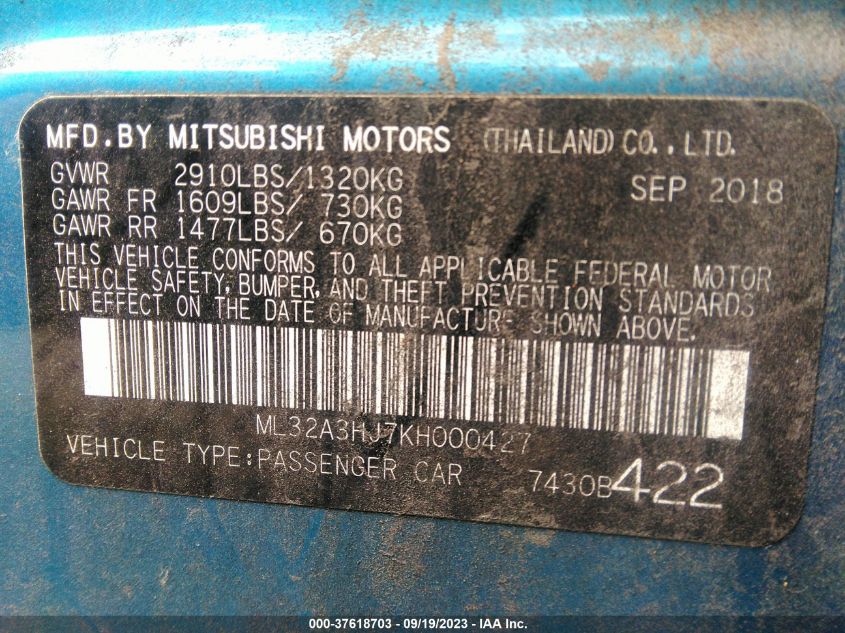 MFD.BY MITSUBISHI MOTORS (THAILAND) CO., LTD.
GVWR 2910LBS/1320KG SEP 2018
GAWR FR 1609LBS/ 730KG
GAWR RR 1477LBS/ 670KG
THIS VEHICLE CONFORMS TO ALL APPLICABLE FEDERAL MOTOR
VEHICLE SAFETY, BUMPER, AND THEFT PREVENTION STANDARDS
IN EFFECT ON THE DATE OF MANUFACTURE SHOWN ABOVE.
ML32A3HJ7KH000427
VEHICLE TYPE:PASSENGER CAR 7430B422
000-37618703 - 09/19/2023 - IAA Inc.